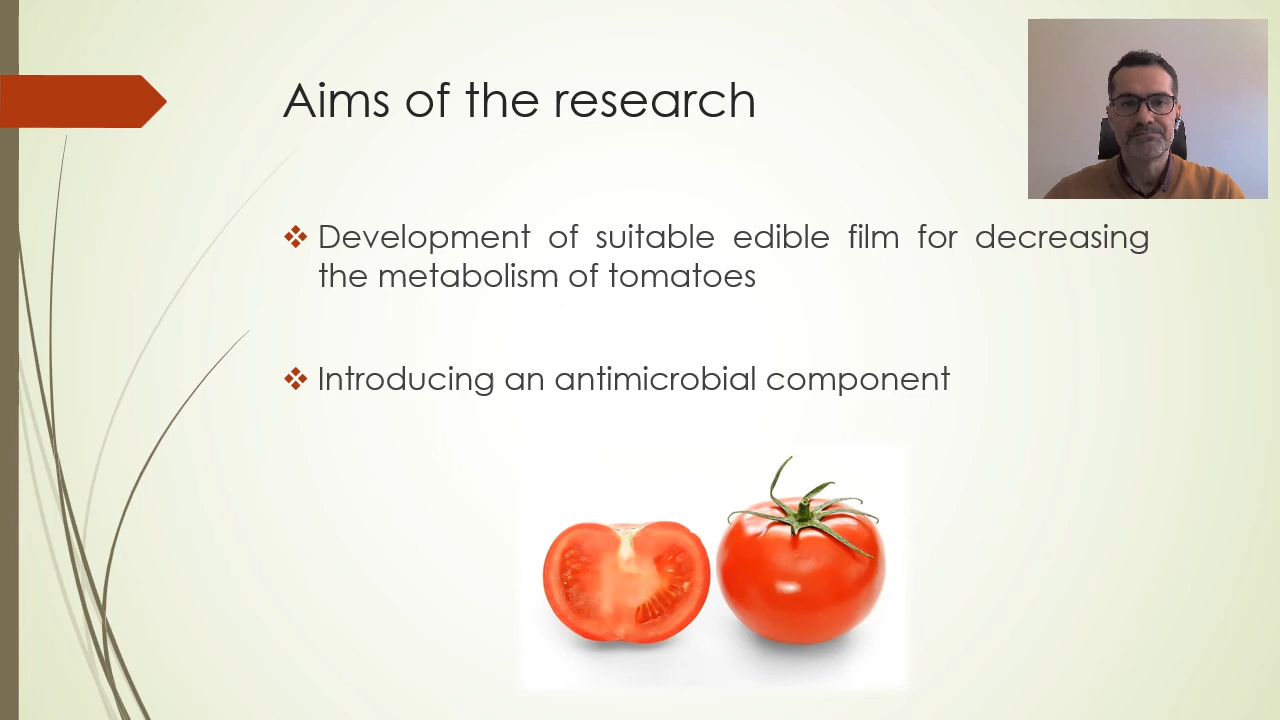 Aims of the research
Development of suitable edible film for decreasing
the metabolism of tomatoes
Introducing an antimicrobial component